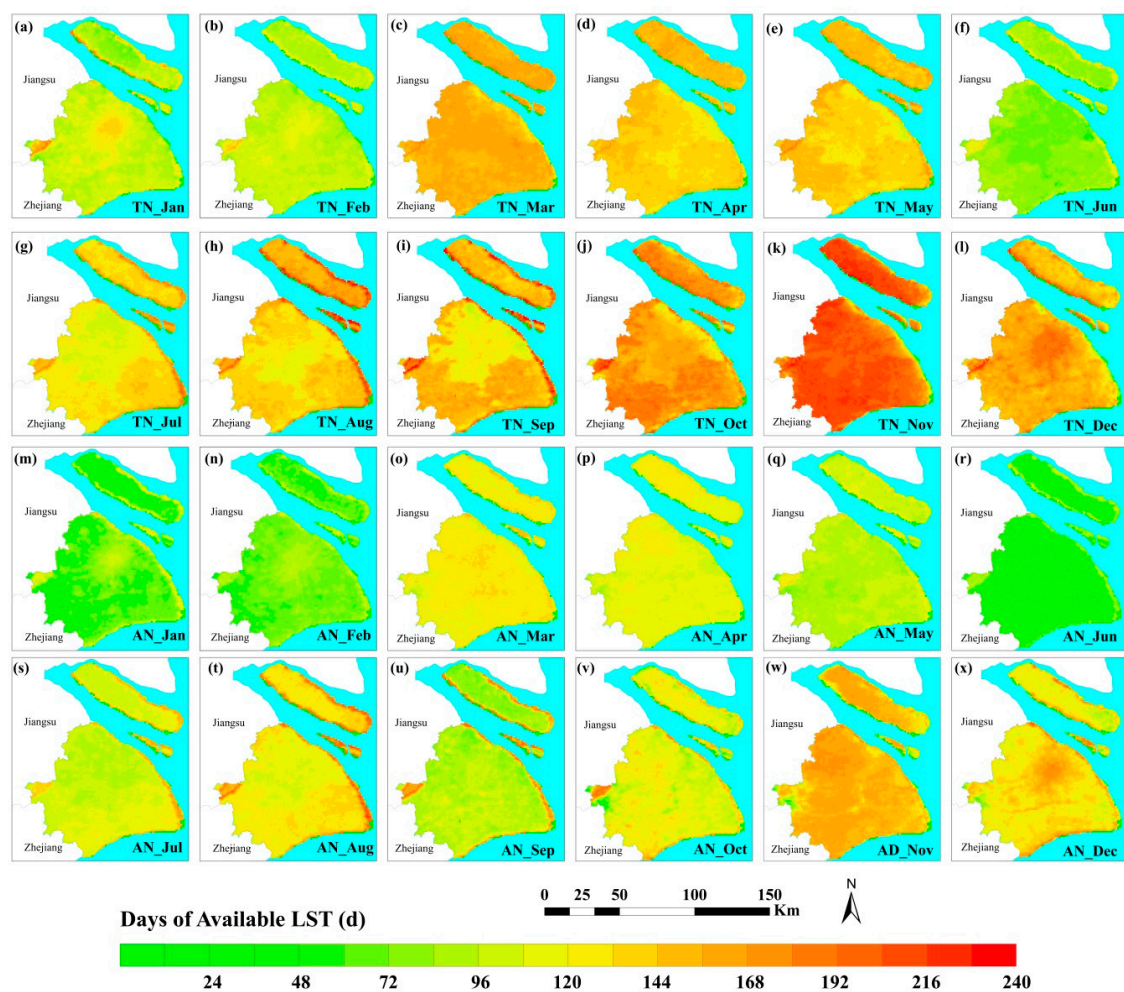 (a) (b) (c) (d) (e) (f)
Jiangsu Jiangsu Jiangsu Jiangsu Jiangsu Jiangsu
Zhejiang Zhejiang Zhejiang Zhejiang Zhejiang Zhejiang
TN_Jan TN_Feb TN_Mar TN_Apr TN_May TN_Jun
(g) (h) (i) (j) (k) (l)
Jiangsu Jiangsu Jiangsu Jiangsu Jiangsu Jiangsu
Zhejiang Zhejiang Zhejiang Zhejiang Zhejiang Zhejiang
TN_Jul TN_Aug TN_Sep TN_Oct TN_Nov TN_Dec
(m) (n) (o) (p) (q) (r)
Jiangsu Jiangsu Jiangsu Jiangsu Jiangsu Jiangsu
Zhejiang Zhejiang Zhejiang Zhejiang Zhejiang Zhejiang
AN_Jan AN_Feb AN_Mar AN_Apr AN_May AN_Jun
(s) (t) (u) (v) (w) (x)
Jiangsu Jiangsu Jiangsu Jiangsu Jiangsu Jiangsu
Zhejiang Zhejiang Zhejiang Zhejiang Zhejiang Zhejiang
AN_Jul AN_Aug AN_Sep AN_Oct AD_Nov AN_Dec
0 25 50 100 150
Km
N
Days of Available LST (d)
24 48 72 96 120 144 168 192 216 240